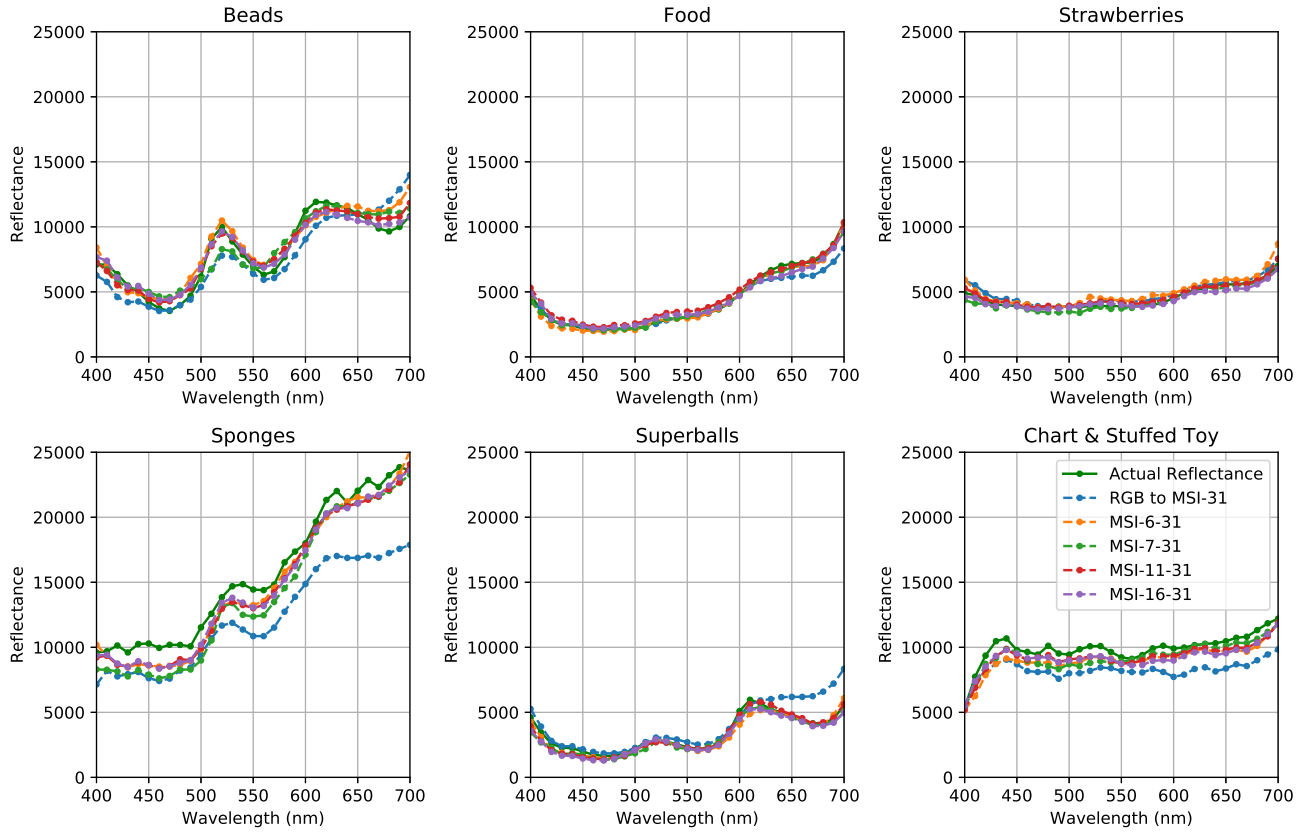 Beads
25000
20000
15000
10000
5000
0
Reflectance
400 450 500 550 600 650 700
Wavelength (nm)
Food
25000
20000
15000
10000
5000
0
Reflectance
400 450 500 550 600 650 700
Wavelength (nm)
Strawberries
25000
20000
15000
10000
5000
0
Reflectance
400 450 500 550 600 650 700
Wavelength (nm)
Sponges
25000
20000
15000
10000
5000
0
Reflectance
400 450 500 550 600 650 700
Wavelength (nm)
Superballs
25000
20000
15000
10000
5000
0
Reflectance
400 450 500 550 600 650 700
Wavelength (nm)
Chart & Stuffed Toy
25000
20000
15000
10000
5000
0
Reflectance
Actual Reflectance
RGB to MSI-31
MSI-6-31
MSI-7-31
MSI-11-31
MSI-16-31
400 450 500 550 600 650 700
Wavelength (nm)